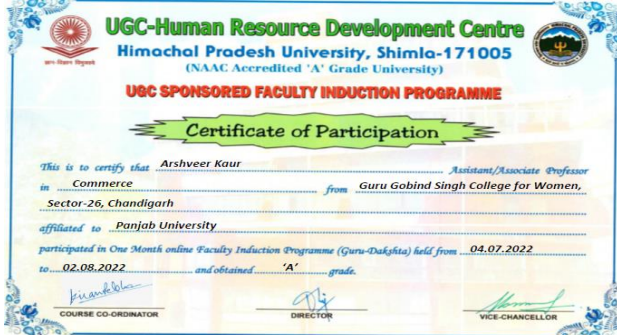 UGC-Human Resource Development Centre
Himachal Pradesh University, Shimla-171005
(NAAC Accredited 'A' Grade University)
UGC SPONSORED FACULTY INDUCTION PROGRAMME
Certificate of Participation
This is to certify that Arshveer Kaur Assistant/Associate Professor
in Commerce from Guru Gobind Singh College for Women,
Sector-26, Chandigarh
affiliated to Panjab University
participated in One Month online Faculty Induction Programme (Guru-Dakshta) held from 04.07.2022
to 02.08.2022 and obtained 'A' grade.
COURSE CO-ORDINATOR DIRECTOR VICE-CHANCELLOR